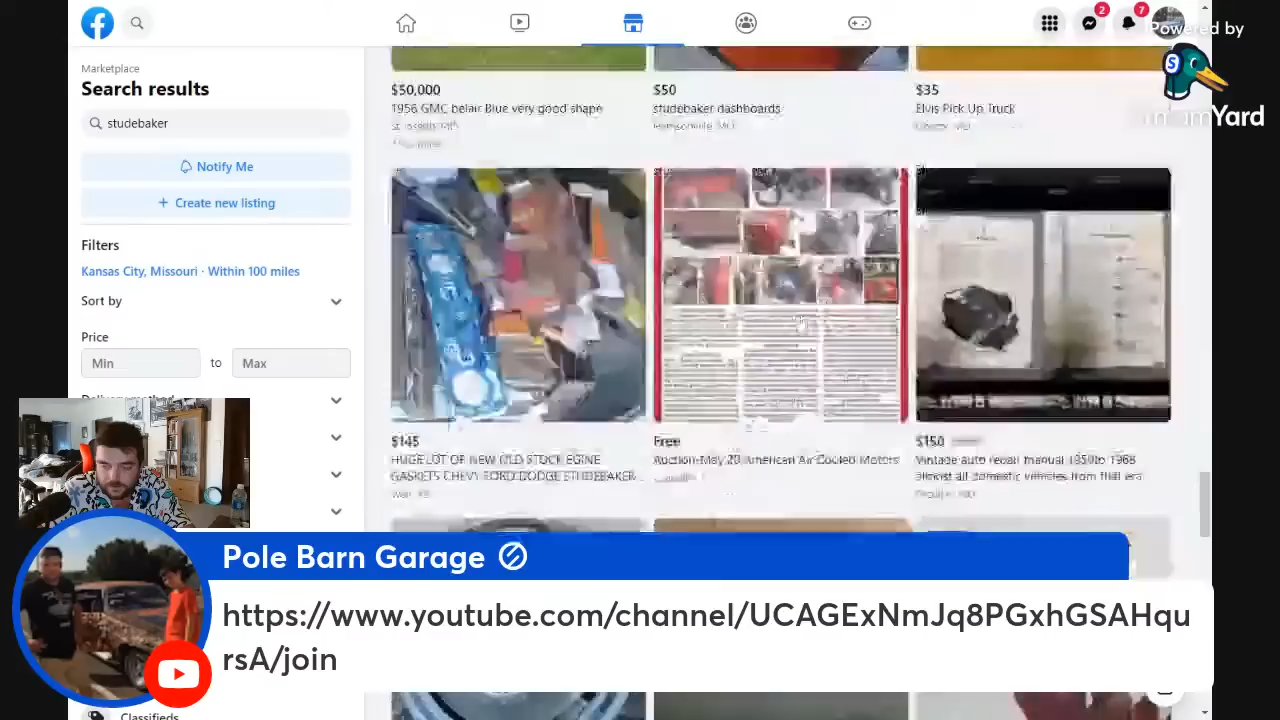 2
7
Powered by
Yard
Marketplace
Search results
studebaker
Notify Me
+ Create new listing
Filters
Kansas City, Missouri · Within 100 miles
Sort by
Price
Min
to
Max
$50,000
1956 GMC belair Blue very good shape
$50
studebaker dashboards
$35
Elvis Pick Up Truck
$145
HUGE LOT OF NEW OLD STOCK EGINE
GASKETS CHEVY FORD DODGE STUDEBAKER
Free
Auction-May 20 American Air Cooled Motors
$150
Vintage auto repair manual 1950to 1968
almost all domestic vehicles from that era
Pole Barn Garage
https://www.youtube.com/channel/UCAGExNmJq8PGxhGSAHqu
rsA/join
Classifieds